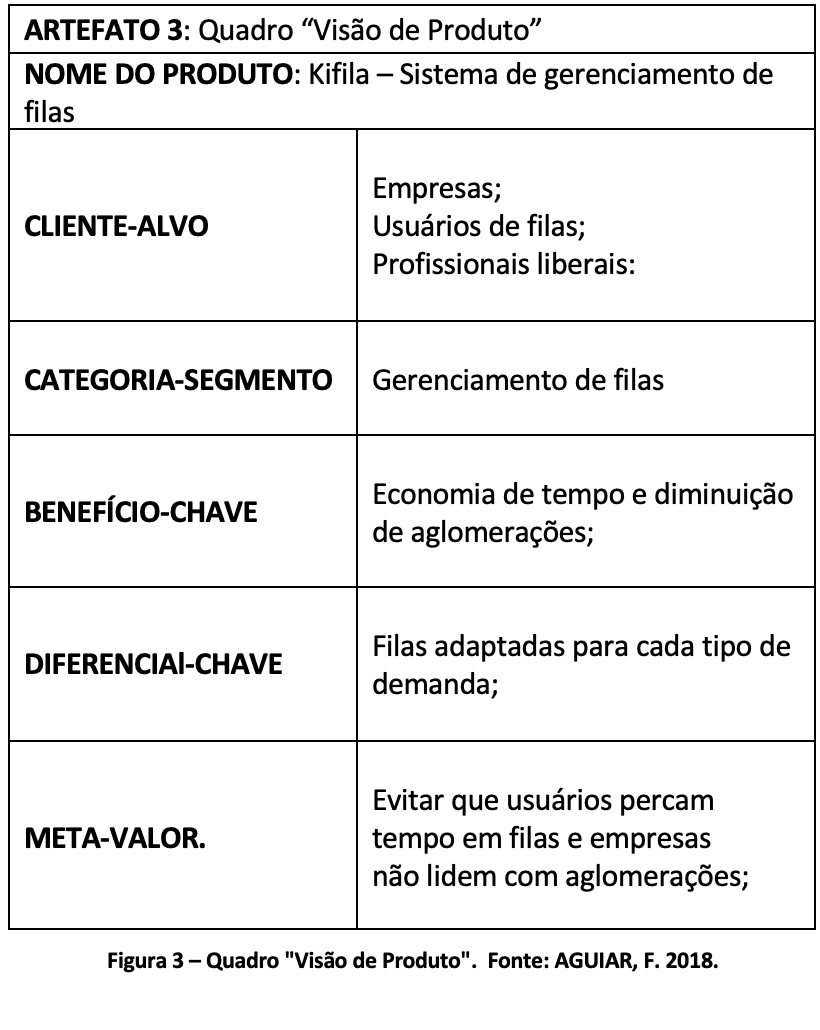 ARTEFATO 3: Quadro “Visão de Produto”
NOME DO PRODUTO: Kifila – Sistema de gerenciamento de
filas
CLIENTE-ALVO
Empresas;
Usuários de filas;
Profissionais liberais:
CATEGORIA-SEGMENTO
Gerenciamento de filas
BENEFÍCIO-CHAVE
Economia de tempo e diminuição
de aglomerações;
DIFERENCIAl-CHAVE
Filas adaptadas para cada tipo de
demanda;
META-VALOR.
Evitar que usuários percam
tempo em filas e empresas
não lidem com aglomerações;
Figura 3 – Quadro "Visão de Produto".  Fonte: AGUIAR, F. 2018.